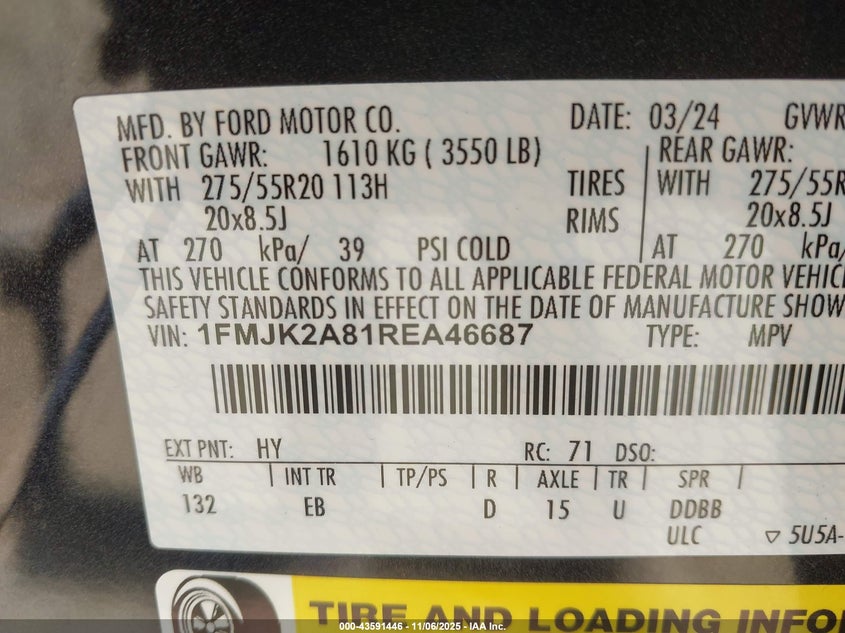 MFD. BY FORD MOTOR CO. DATE: 03/24 GVWR
FRONT GAWR: 1610 KG ( 3550 LB) REAR GAWR:
WITH 275/55R20 113H TIRES WITH 275/55R
20x8.5J RIMS 20x8.5J
AT 270 kPa/ 39 PSI COLD AT 270 kPa/
THIS VEHICLE CONFORMS TO ALL APPLICABLE FEDERAL MOTOR VEHIC
SAFETY STANDARDS IN EFFECT ON THE DATE OF MANUFACTURE SHOW
VIN: 1FMJK2A81REA46687 TYPE: MPV
EXT PNT: HY RC: 71 DSO:
WB INT TR TP/PS R AXLE TR SPR
132 EB D 15 U DDBB
ULC ▽ 5U5A-
TIRE AND LOADING INFO
000-43591446 - 11/06/2025 - IAA Inc.